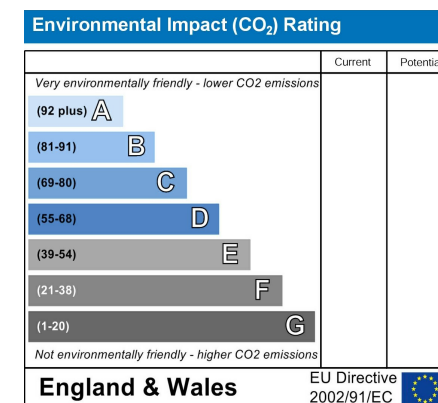 Environmental Impact (CO₂) Rating
Current Potentia
Very environmentally friendly - lower CO2 emissions
(92 plus) A
(81-91) B
(69-80) C
(55-68) D
(39-54) E
(21-38) F
(1-20) G
Not environmentally friendly - higher CO2 emissions
England & Wales
EU Directive
2002/91/EC